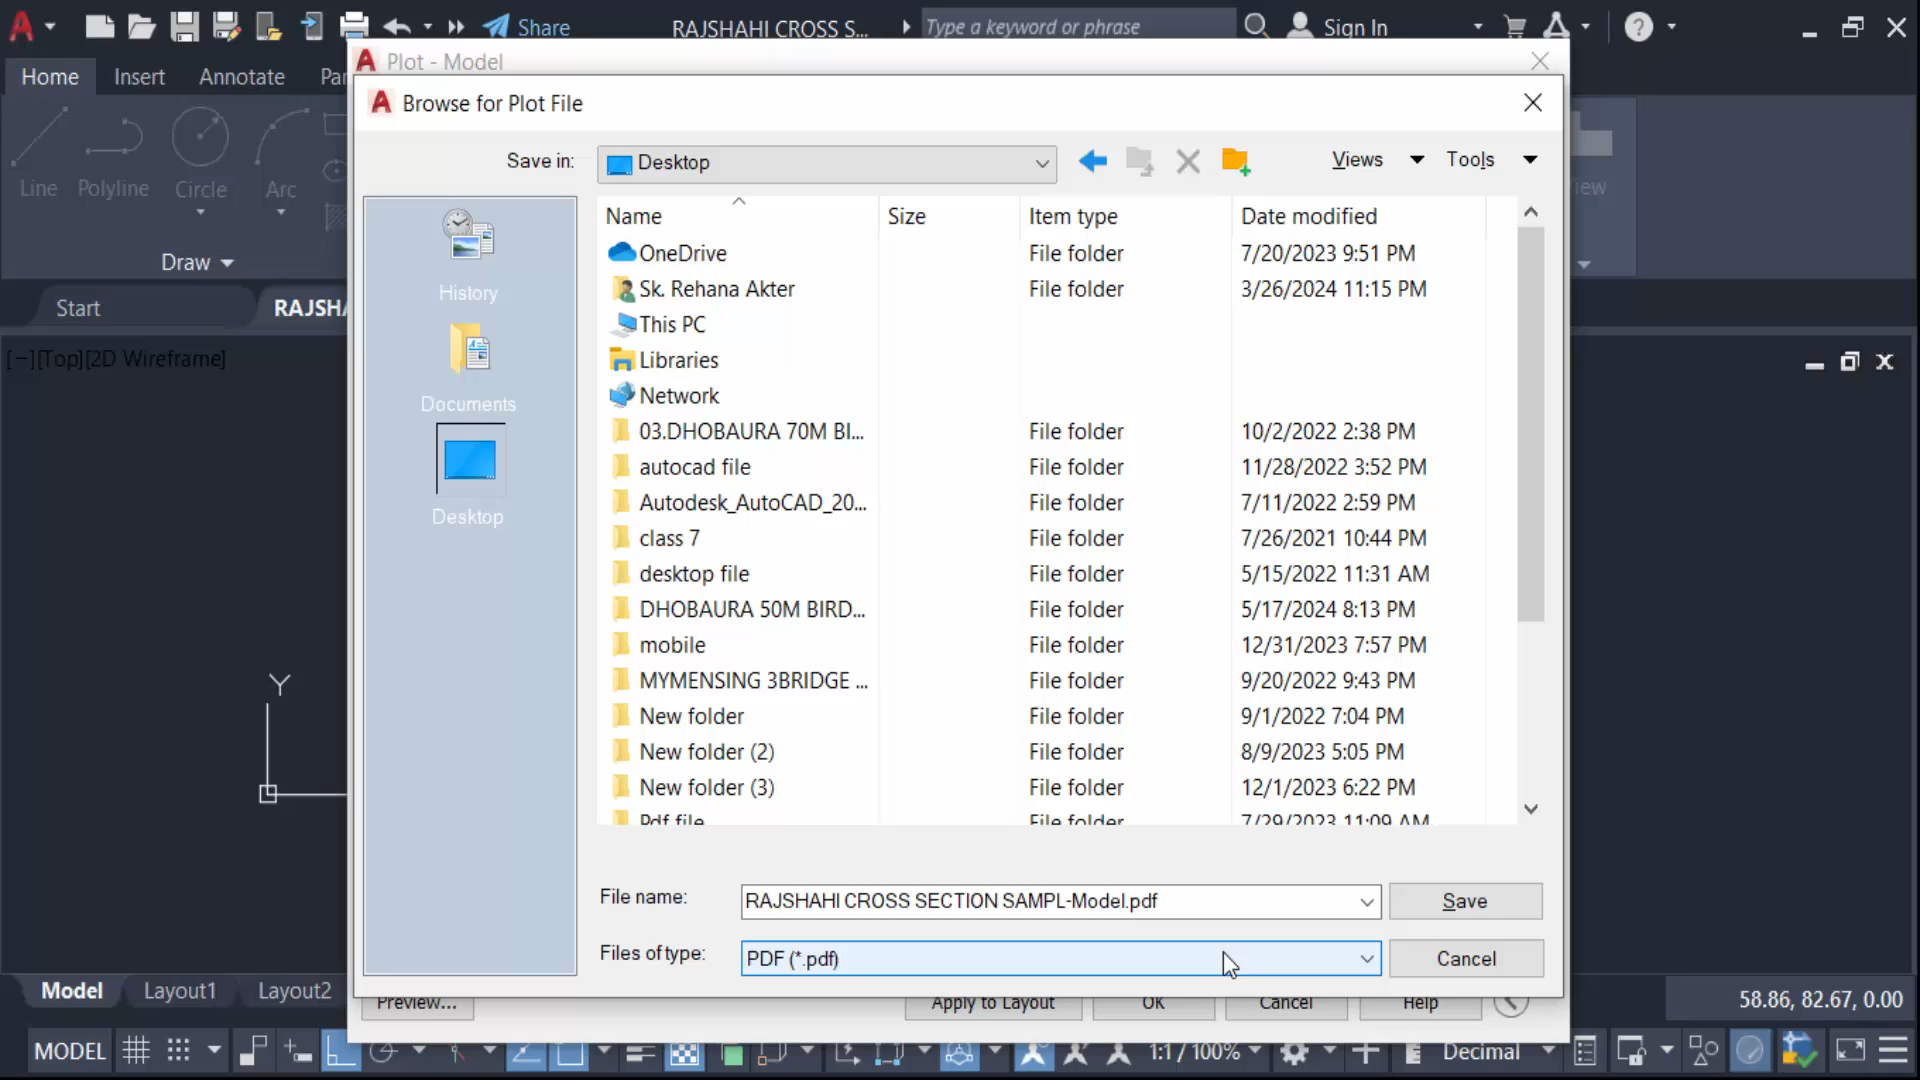 Share
RAJSHAHI CROSS S...
Type a keyword or phrase
Sign In
Plot - Model
Home
Insert
Annotate
Browse for Plot File
Save in:
Desktop
Views
Tools
Line
Polyline
Circle
Arc
Draw
Start
[−][Top][2D Wireframe]
History
Documents
Desktop
Name
Size
Item type
Date modified
OneDrive
File folder
7/20/2023 9:51 PM
Sk. Rehana Akter
File folder
3/26/2024 11:15 PM
This PC
Libraries
Network
03.DHOBAURA 70M BI...
File folder
10/2/2022 2:38 PM
autocad file
File folder
11/28/2022 3:52 PM
Autodesk_AutoCAD_20...
File folder
7/11/2022 2:59 PM
class 7
File folder
7/26/2021 10:44 PM
desktop file
File folder
5/15/2022 11:31 AM
DHOBAURA 50M BIRD...
File folder
5/17/2024 8:13 PM
mobile
File folder
12/31/2023 7:57 PM
MYMENSING 3BRIDGE ...
File folder
9/20/2022 9:43 PM
New folder
File folder
9/1/2022 7:04 PM
New folder (2)
File folder
8/9/2023 5:05 PM
New folder (3)
File folder
12/1/2023 6:22 PM
Pdf file
File folder
7/29/2023 11:09 AM
Y
File name:
RAJSHAHI CROSS SECTION SAMPL-Model.pdf
Save
Files of type:
PDF (*.pdf)
Cancel
Model
Layout1
Layout2
Preview...
Apply to Layout
OK
Cancel
Help
58.86, 82.67, 0.00
MODEL
1:1 / 100%
Decimal